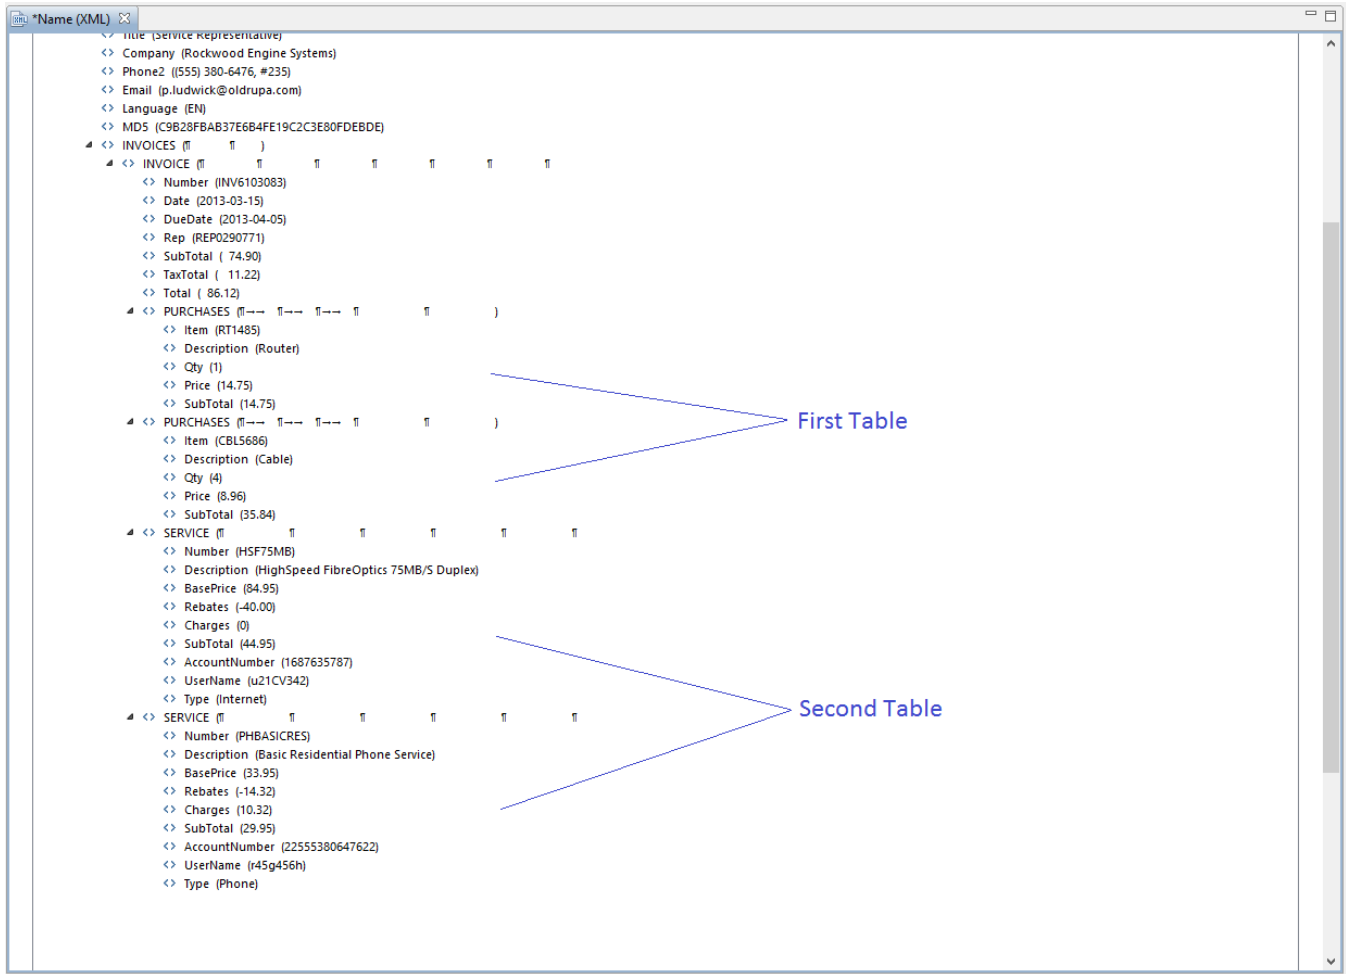 *Name (XML)
Title (Service Representative)
<> Company (Rockwood Engine Systems)
<> Phone2 ((555) 380-6476, #235)
<> Email (p.ludwick@oldrupa.com)
<> Language (EN)
<> MD5 (C9B28FBAB37E6B4FE19C2C3E80FDEBDE)
<> INVOICES (¶ ¶ )
<> INVOICE (¶ ¶ ¶ ¶ ¶ ¶ ¶
<> Number (INV6103083)
<> Date (2013-03-15)
<> DueDate (2013-04-05)
<> Rep (REP0290771)
<> SubTotal ( 74.90)
<> TaxTotal ( 11.22)
<> Total ( 86.12)
<> PURCHASES (¶→→ ¶→→ ¶→→ ¶ ¶ )
<> Item (RT1485)
<> Description (Router)
<> Qty (1)
<> Price (14.75)
<> SubTotal (14.75)
First Table
<> PURCHASES (¶→→ ¶→→ ¶→→ ¶ ¶ )
<> Item (CBL5686)
<> Description (Cable)
<> Qty (4)
<> Price (8.96)
<> SubTotal (35.84)
<> SERVICE (¶ ¶ ¶ ¶ ¶ ¶
<> Number (HSF75MB)
<> Description (HighSpeed FibreOptics 75MB/S Duplex)
<> BasePrice (84.95)
<> Rebates (-40.00)
<> Charges (0)
<> SubTotal (44.95)
<> AccountNumber (1687635787)
<> UserName (u21CV342)
<> Type (Internet)
Second Table
<> SERVICE (¶ ¶ ¶ ¶ ¶ ¶
<> Number (PHBASICRES)
<> Description (Basic Residential Phone Service)
<> BasePrice (33.95)
<> Rebates (-14.32)
<> Charges (10.32)
<> SubTotal (29.95)
<> AccountNumber (22555380647622)
<> UserName (r45g456h)
<> Type (Phone)